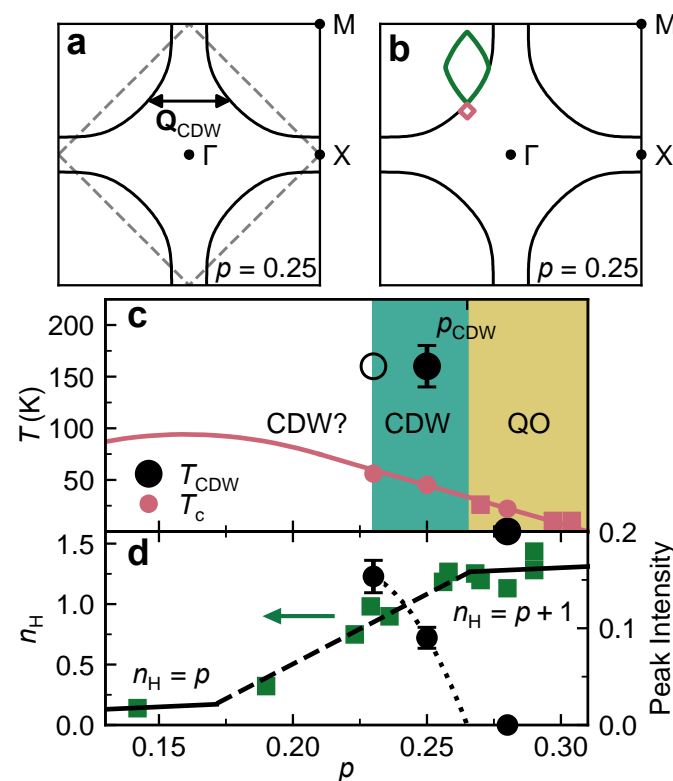 a
M
Q_CDW
Γ
X
p = 0.25
b
M
Γ
X
p = 0.25
c
p_CDW
200
150
100
50
T (K)
CDW?
CDW
QO
T_CDW
T_c
d
1.5
1.0
0.5
0.0
n_H
n_H = p
n_H = p + 1
0.2
0.1
0.0
Peak Intensity
0.15
0.20
0.25
0.30
p